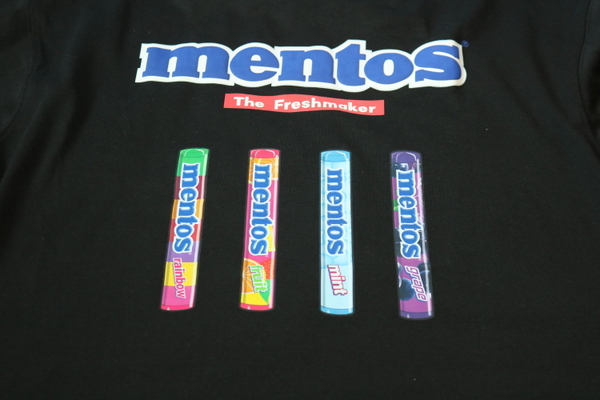 mentos®
The Freshmaker
mentos rainbow
mentos fruit
mentos mint
mentos grape